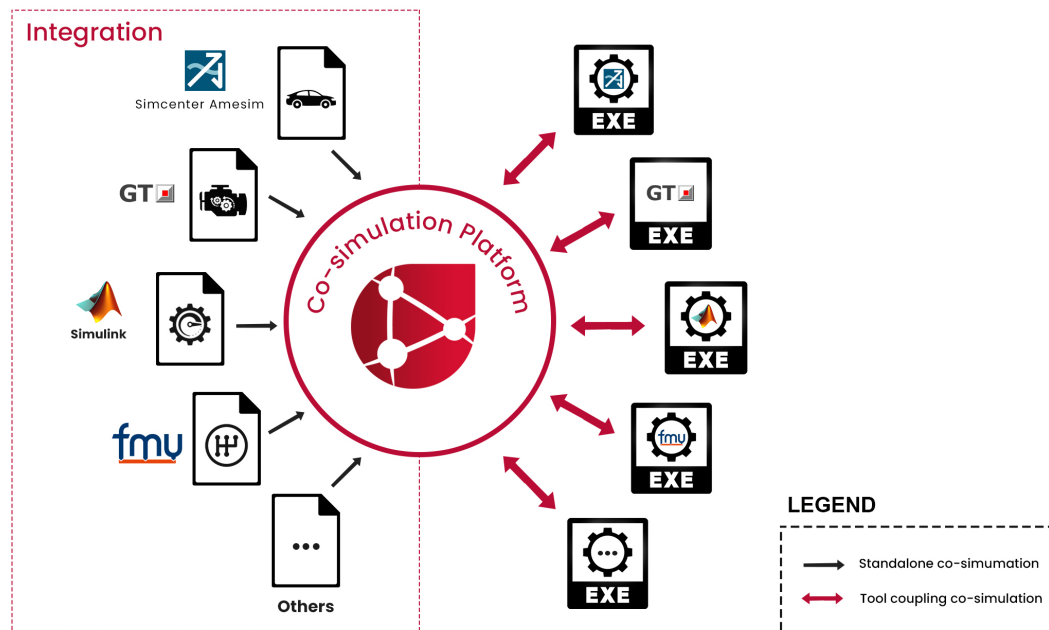 Integration
Simcenter Amesim
EXE
GT
GT
EXE
Co-simulation Platform
Simulink
EXE
fmu
fmu
EXE
LEGEND
Standalone co-simumation
EXE
Tool coupling co-simulation
Others